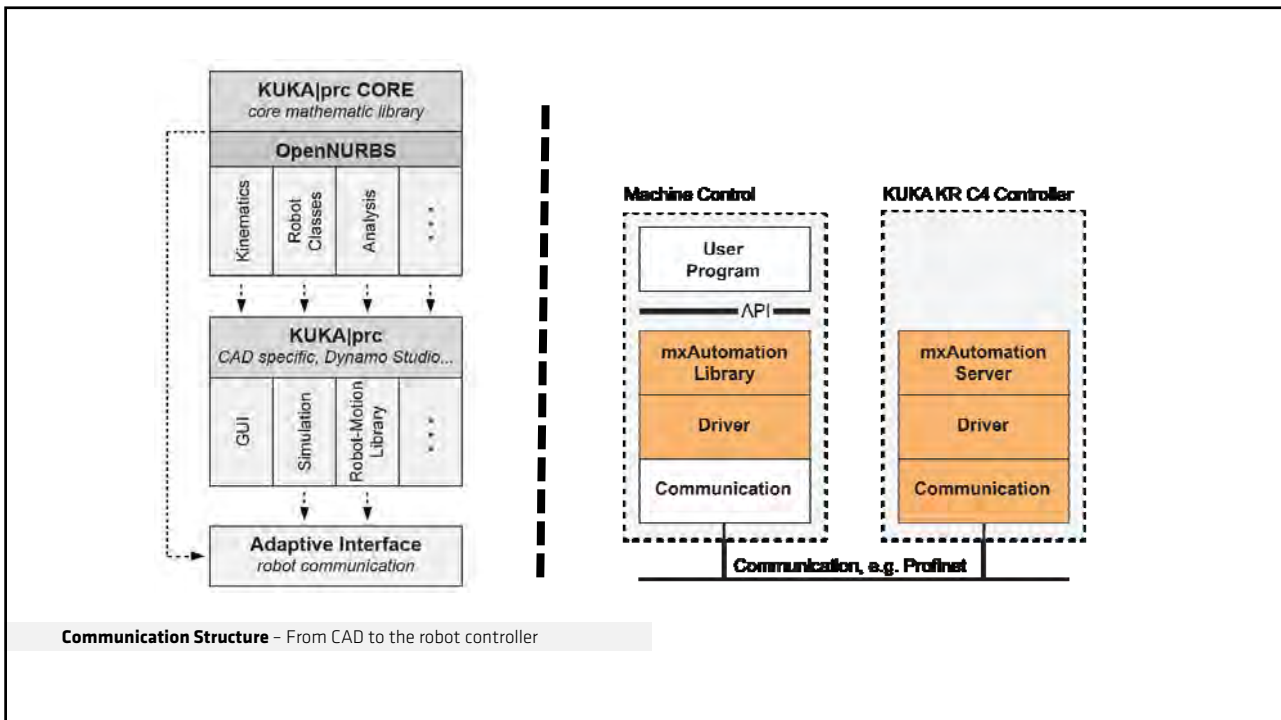 KUKA|prc CORE
core mathematic library
OpenNURBS
Kinematics
Robot
Classes
Analysis
...
KUKA|prc
CAD specific, Dynamo Studio...
GUI
Simulation
Robot-Motion
Library
...
Adaptive Interface
robot communication
Machine Control
User
Program
API
mxAutomation
Library
Driver
Communication
KUKA KR C4 Controller
mxAutomation
Server
Driver
Communication
Communication, e.g. Profinet
Communication Structure – From CAD to the robot controller